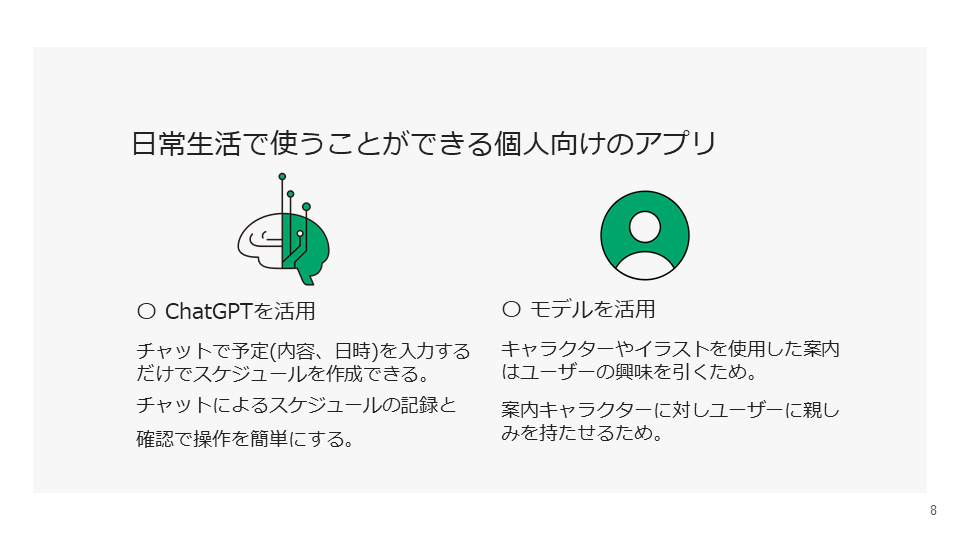 日常生活で使うことができる個人向けのアプリ
〇 ChatGPTを活用
チャットで予定(内容、日時)を入力する
だけでスケジュールを作成できる。
チャットによるスケジュールの記録と
確認で操作を簡単にする。
〇 モデルを活用
キャラクターやイラストを使用した案内
はユーザーの興味を引くため。
案内キャラクターに対しユーザーに親し
みを持たせるため。
8